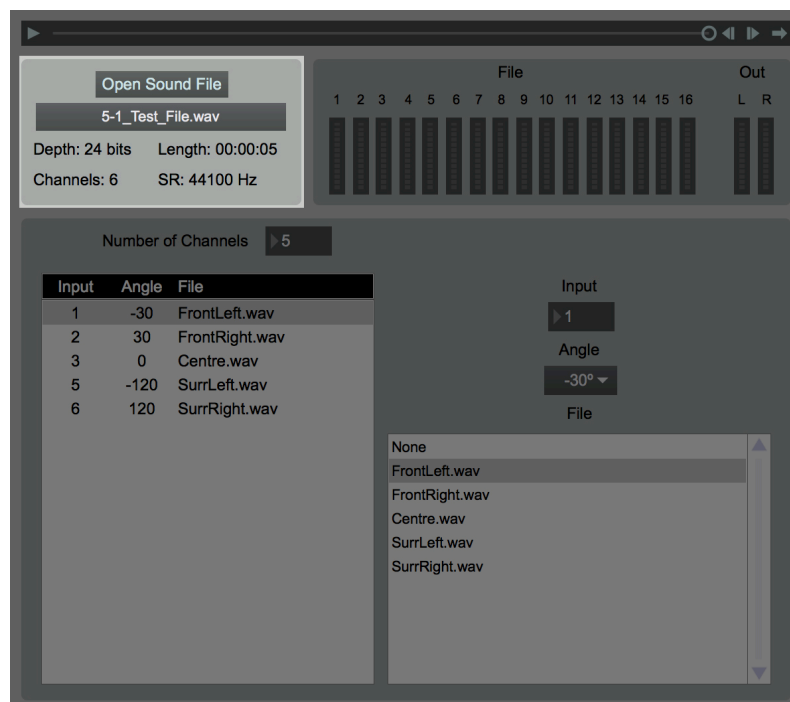 Open Sound File
5-1_Test_File.wav
Depth: 24 bits Length: 00:00:05
Channels: 6 SR: 44100 Hz
File Out
1 2 3 4 5 6 7 8 9 10 11 12 13 14 15 16 L R
Number of Channels 5
Input Angle File
1 -30 FrontLeft.wav
2 30 FrontRight.wav
3 0 Centre.wav
5 -120 SurrLeft.wav
6 120 SurrRight.wav
Input
1
Angle
-30º
File
None
FrontLeft.wav
FrontRight.wav
Centre.wav
SurrLeft.wav
SurrRight.wav